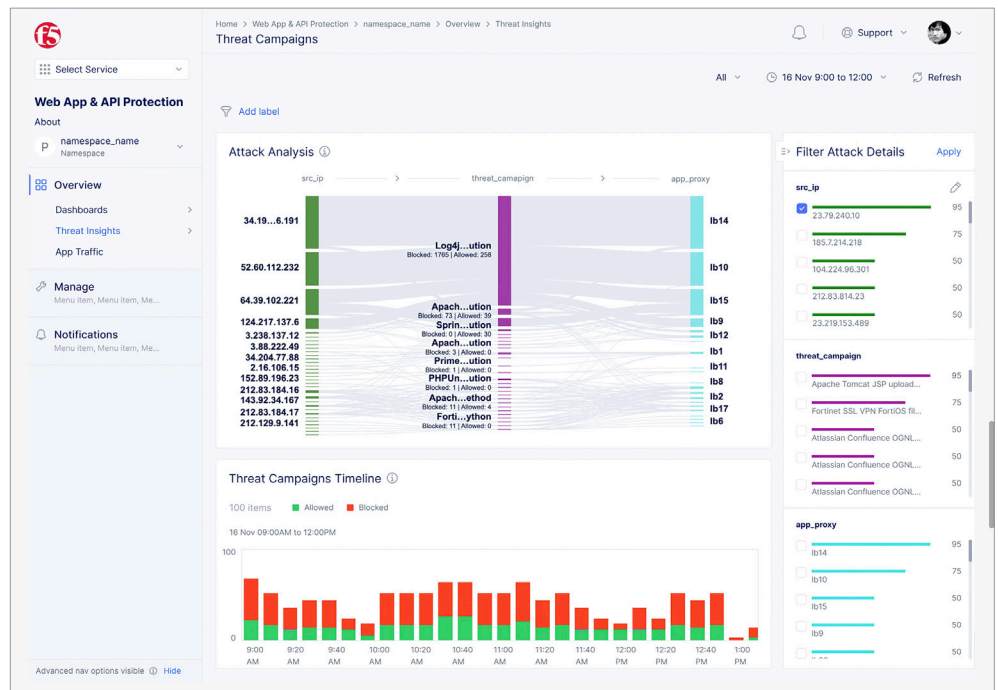 f5
Home > Web App & API Protection > namespace_name > Overview > Threat Insights
Threat Campaigns
Support
Select Service
All
16 Nov 9:00 to 12:00
Refresh
Web App & API Protection
About
P
namespace_name
Namespace
Overview
Dashboards
Threat Insights
App Traffic
Manage
Menu item, Menu item, Me...
Notifications
Menu item, Menu item, Me...
Advanced nav options visible
Hide
Add label
Attack Analysis
src_ip > threat_camapign > app_proxy
34.19...6.191
52.60.112.232
64.39.102.221
124.217.137.6
3.238.137.12
3.88.222.49
34.204.77.88
2.16.106.15
152.89.196.23
212.83.184.16
143.92.34.167
212.83.184.17
212.129.9.141
Log4j...ution
Blocked: 1765 | Allowed: 258
Apach...ution
Blocked: 73 | Allowed: 39
Sprin...ution
Blocked: 0 | Allowed: 30
Apach...ution
Blocked: 3 | Allowed: 0
Prime...ution
Blocked: 1 | Allowed: 0
PHPUn...ution
Blocked: 1 | Allowed: 0
Apach...ethod
Blocked: 11 | Allowed: 4
Forti...ython
Blocked: 11 | Allowed: 0
lb14
lb10
lb15
lb9
lb12
lb1
lb11
lb8
lb2
lb17
lb6
Threat Campaigns Timeline
100 items
Allowed
Blocked
16 Nov 09:00AM to 12:00PM
100
0
9:00 AM
9:20 AM
9:40 AM
10:00 AM
10:20 AM
10:40 AM
11:00 AM
11:20 AM
11:40 AM
12:00 PM
12:20 PM
12:40 PM
1:00 PM
Filter Attack Details
Apply
src_ip
95
23.79.240.10
75
185.7.214.218
50
104.224.96.301
50
212.83.814.23
50
23.219.153.489
threat_campaign
95
Apache Tomcat JSP upload...
75
Fortinet SSL VPN FortiOS fil...
50
Atlassian Confluence OGNL...
50
Atlassian Confluence OGNL...
50
Atlassian Confluence OGNL...
app_proxy
95
lb14
75
lb10
50
lb15
50
lb9
50